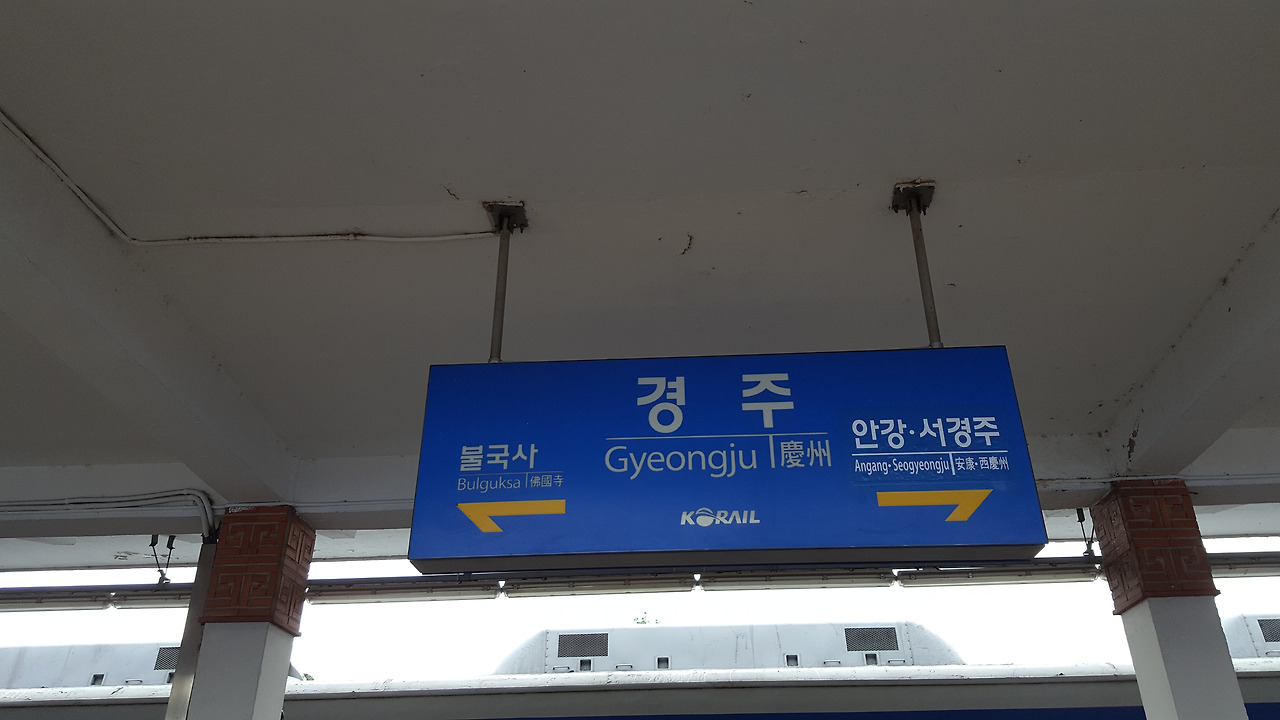 경주
Gyeongju 慶州
불국사
Bulguksa 佛國寺
안강·서경주
Angang·Seogyeongju 安康·西慶州
KORAIL